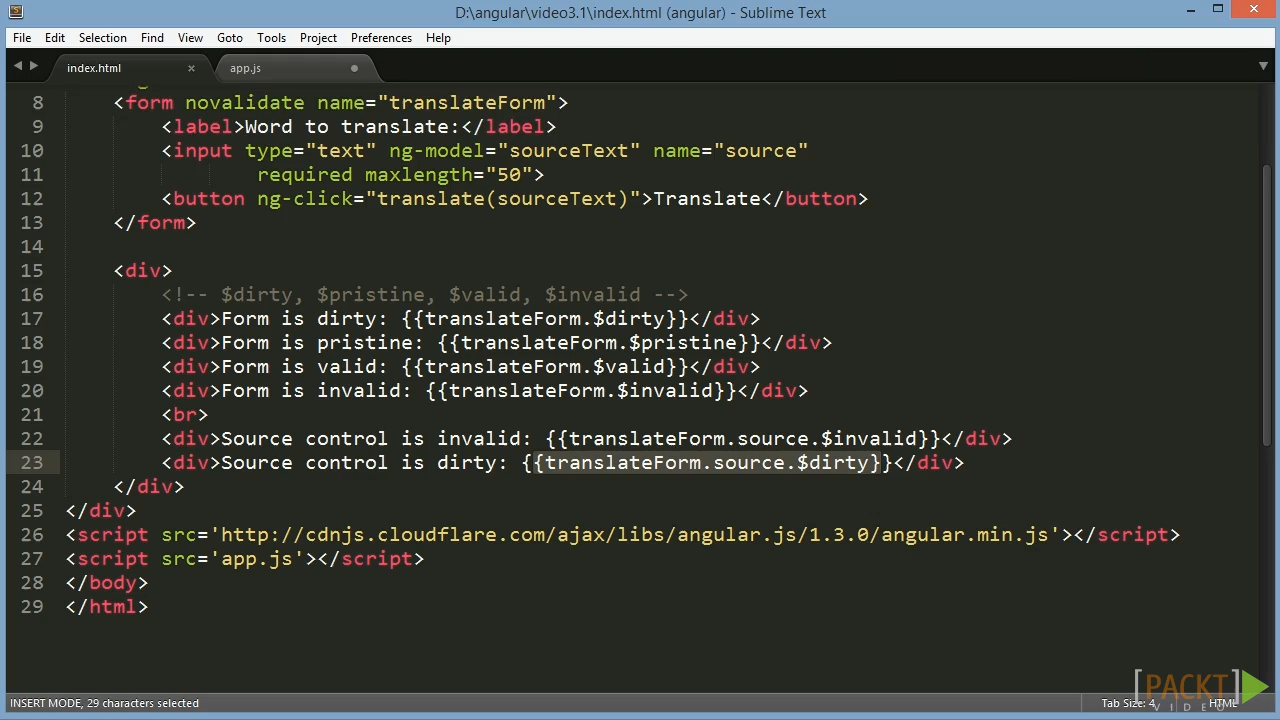 D:\angular\video3.1\index.html (angular) - Sublime Text
File Edit Selection Find View Goto Tools Project Preferences Help
index.html × app.js
8 <form novalidate name="translateForm">
9 <label>Word to translate:</label>
10 <input type="text" ng-model="sourceText" name="source"
11 required maxlength="50">
12 <button ng-click="translate(sourceText)">Translate</button>
13 </form>
14
15 <div>
16 <!-- $dirty, $pristine, $valid, $invalid -->
17 <div>Form is dirty: {{translateForm.$dirty}}</div>
18 <div>Form is pristine: {{translateForm.$pristine}}</div>
19 <div>Form is valid: {{translateForm.$valid}}</div>
20 <div>Form is invalid: {{translateForm.$invalid}}</div>
21 <br>
22 <div>Source control is invalid: {{translateForm.source.$invalid}}</div>
23 <div>Source control is dirty: {{translateForm.source.$dirty}}</div>
24 </div>
25 </div>
26 <script src='http://cdnjs.cloudflare.com/ajax/libs/angular.js/1.3.0/angular.min.js'></script>
27 <script src='app.js'></script>
28 </body>
29 </html>
[PACKT]
VIDEO
INSERT MODE, 29 characters selected Tab Size: 4 HTML